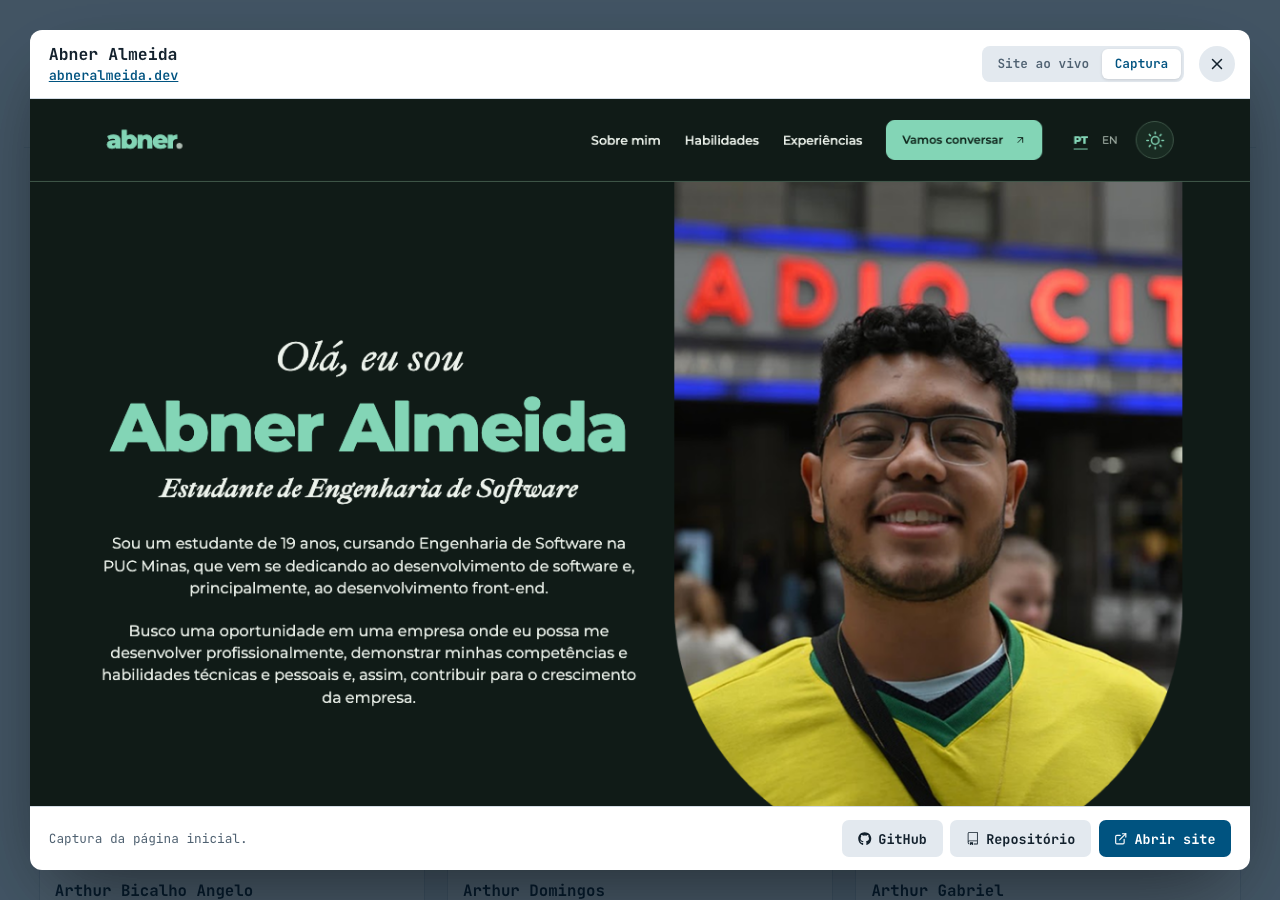 Abner Almeida
abneralmeida.dev
Site ao vivo
Captura
abner.
Sobre mim
Habilidades
Experiências
Vamos conversar
PT
EN
ADIO CIT
Olá, eu sou
Abner Almeida
Estudante de Engenharia de Software
Sou um estudante de 19 anos, cursando Engenharia de Software na
PUC Minas, que vem se dedicando ao desenvolvimento de software e,
principalmente, ao desenvolvimento front-end.
Busco uma oportunidade em uma empresa onde eu possa me
desenvolver profissionalmente, demonstrar minhas competências e
habilidades técnicas e pessoais e, assim, contribuir para o crescimento
da empresa.
Captura da página inicial.
GitHub
Repositório
Abrir site
Arthur Bicalho Angelo
Arthur Domingos
Arthur Gabriel